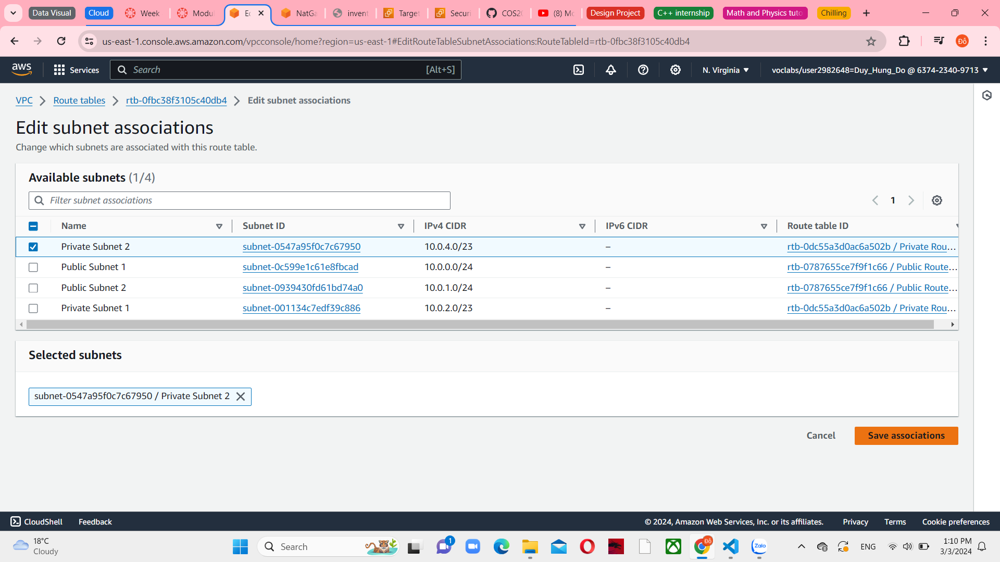 Data Visual
Cloud
Week
Modu
Ec
NatGa
invent
Target
Securi
COS20
(8) Mc
Design Project
C++ internship
Math and Physics tuto
Chilling
us-east-1.console.aws.amazon.com/vpcconsole/home?region=us-east-1#EditRouteTableSubnetAssociations:RouteTableId=rtb-0fbc38f3105c40db4
Đỗ
aws
Services
Search
[Alt+S]
N. Virginia
voclabs/user2982648=Duy_Hung_Do @ 6374-2340-9713
VPC
Route tables
rtb-0fbc38f3105c40db4
Edit subnet associations
Edit subnet associations
Change which subnets are associated with this route table.
Available subnets (1/4)
Filter subnet associations
1
Name
Subnet ID
IPv4 CIDR
IPv6 CIDR
Route table ID
Private Subnet 2
subnet-0547a95f0c7c67950
10.0.4.0/23
–
rtb-0dc55a3d0ac6a502b / Private Rou...
Public Subnet 1
subnet-0c599e1c61e8fbcad
10.0.0.0/24
–
rtb-0787655ce7f9f1c66 / Public Route...
Public Subnet 2
subnet-0939430fd61bd74a0
10.0.1.0/24
–
rtb-0787655ce7f9f1c66 / Public Route...
Private Subnet 1
subnet-001134c7edf39c886
10.0.2.0/23
–
rtb-0dc55a3d0ac6a502b / Private Rou...
Selected subnets
subnet-0547a95f0c7c67950 / Private Subnet 2
Cancel
Save associations
CloudShell
Feedback
© 2024, Amazon Web Services, Inc. or its affiliates.
Privacy
Terms
Cookie preferences
18°C
Cloudy
Search
1
Đỗ
Zalo
ENG
1:10 PM
3/3/2024